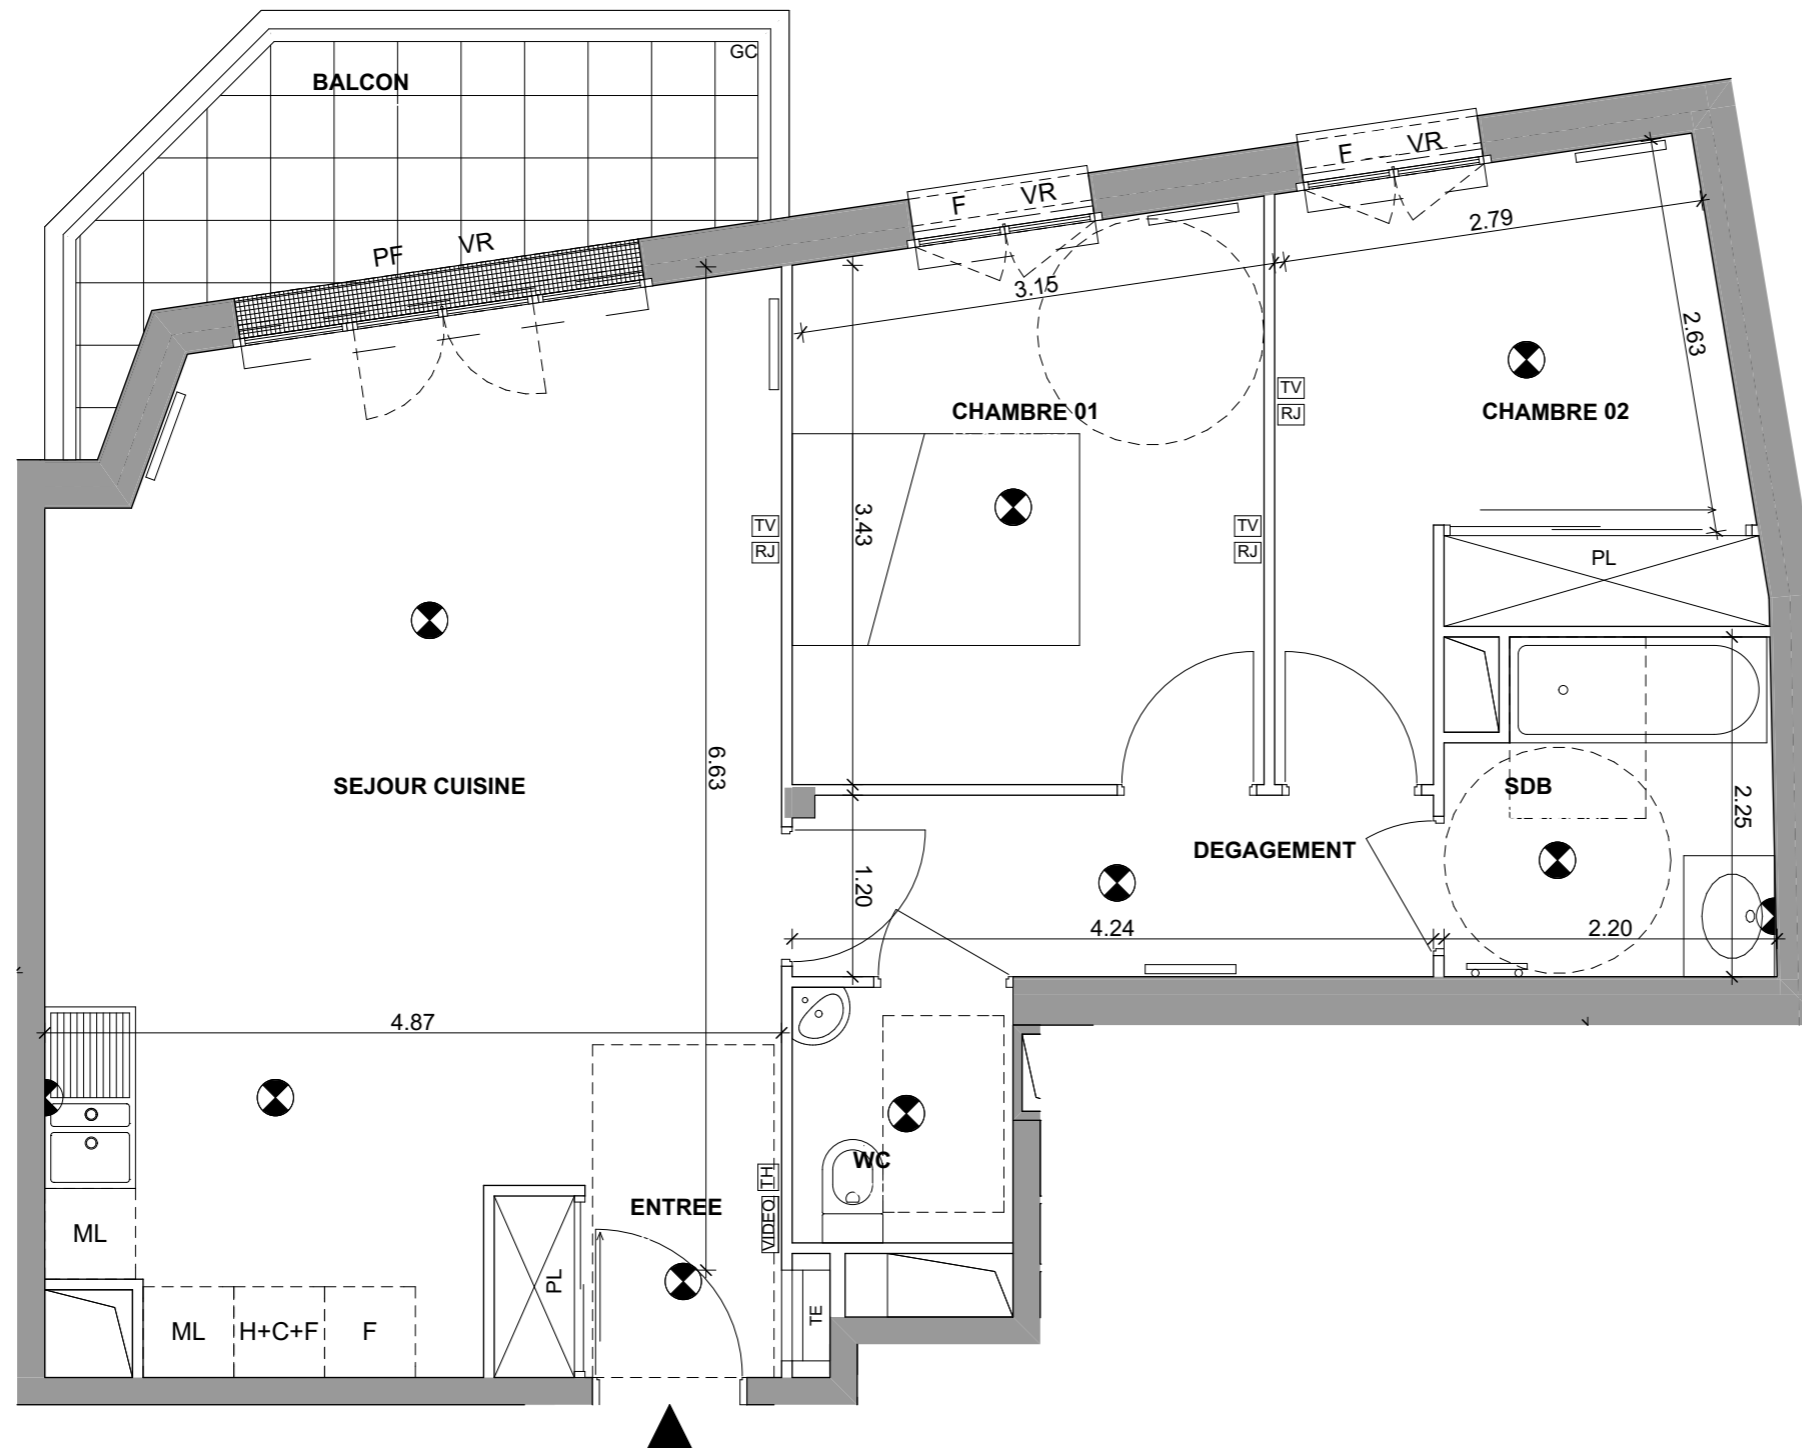 GC
BALCON
F VR
F VR
PF VR
2.79
3.15
2.63
CHAMBRE 01
TV
RJ
CHAMBRE 02
TV
RJ
3.43
TV
RJ
PL
6.63
SEJOUR CUISINE
SDB
2.25
DEGAGEMENT
1.20
4.24
2.20
4.87
WC
TH
VIDEO
ENTREE
ML
PL
TE
ML
H+C+F
F